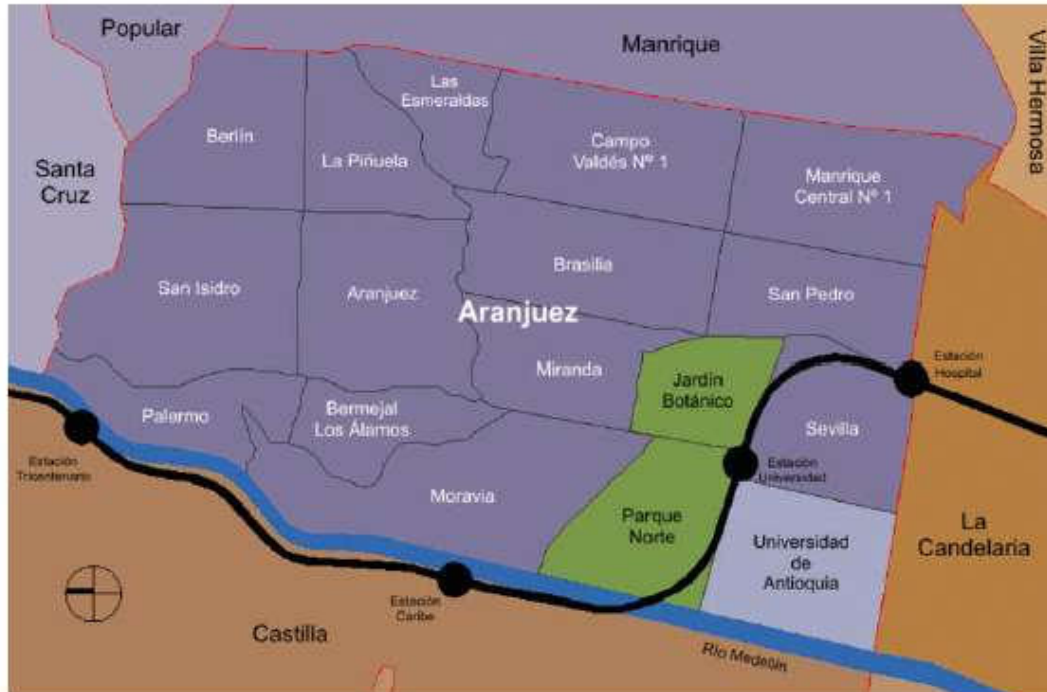 Popular
Manrique
Villa Hermosa
Las
Esmeraldas
Berlín
La Piñuela
Campo
Valdés Nº 1
Manrique
Central Nº 1
Santa
Cruz
San Isidro
Aranjuez
Brasilia
San Pedro
Aranjuez
Miranda
Jardín
Botánico
Estación
Hospital
Palermo
Bermejal
Los Álamos
Sevilla
Estación
Tricentenario
Estación
Universidad
Moravia
Parque
Norte
Universidad
de
Antioquia
La
Candelaria
Estación
Caribe
Castilla
Río Medellín